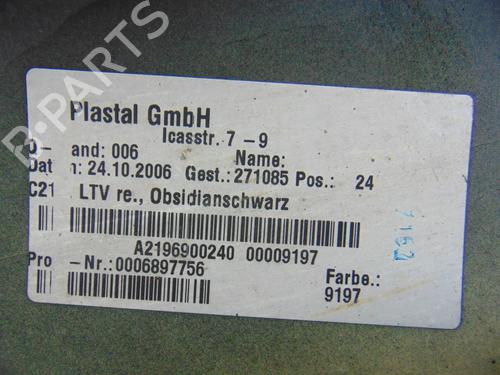 B-PARTS
Plastal GmbH
Icasstr. 7 - 9
and: 006 Name:
Dat n: 24.10.2006 Gest.: 271085 Pos.: 24
C21 LTV re., Obsidianschwarz
A2196900240 00009197
Pro -Nr.: 0006897756 Farbe.:
9197